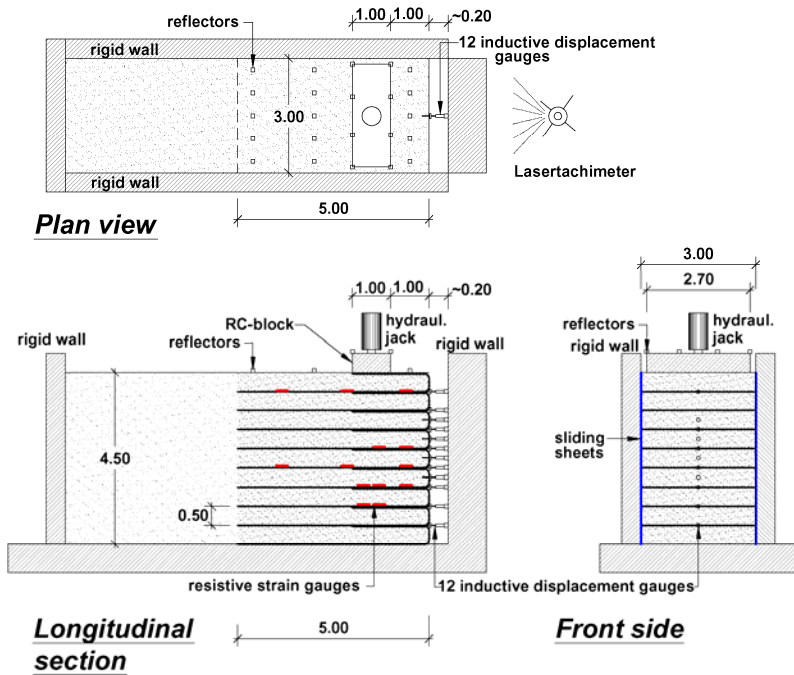 1.00 1.00 ~0.20
reflectors
12 inductive displacement
gauges
rigid wall
3.00
Lasertachimeter
rigid wall
5.00
Plan view
3.00
2.70
1.00 1.00 ~0.20
RC-block
hydraul.
jack
rigid wall
reflectors
rigid wall
reflectors
rigid wall
hydraul.
jack
4.50
sliding
sheets
0.50
resistive strain gauges
12 inductive displacement gauges
5.00
Longitudinal
section
Front side